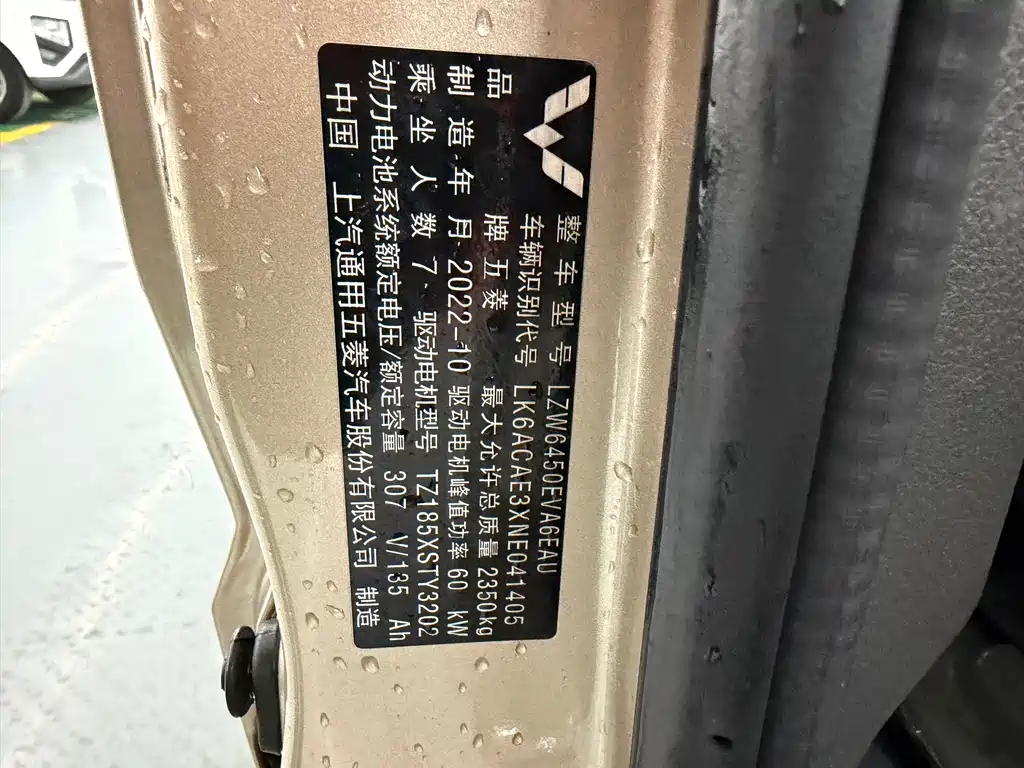 整车型号 LZW6450EVA6EAU
车辆识别代号 LK6ACAE3XNE041405
品牌 五菱 最大允许总质量 2350kg
制造年月 2022-10 驱动电机峰值功率 60 kW
乘坐人数 7 驱动电机型号 TZ185XSTY3202
动力电池系统额定电压/额定容量 307 V/135 Ah
中国 上汽通用五菱汽车股份有限公司 制造